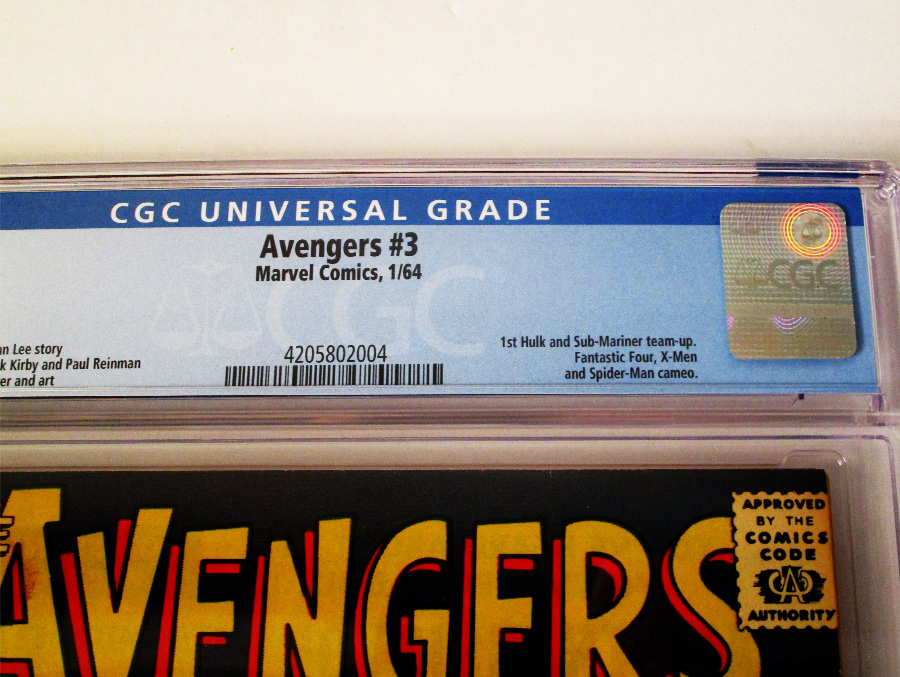 CGC UNIVERSAL GRADE
Avengers #3
Marvel Comics, 1/64
CGC
CGC
Lee story
Kirby and Paul Reinman
and art
4205802004
1st Hulk and Sub-Mariner team-up.
Fantastic Four, X-Men
and Spider-Man cameo.
AVENGERS
APPROVED
BY THE
COMICS
CODE
CA
AUTHORITY